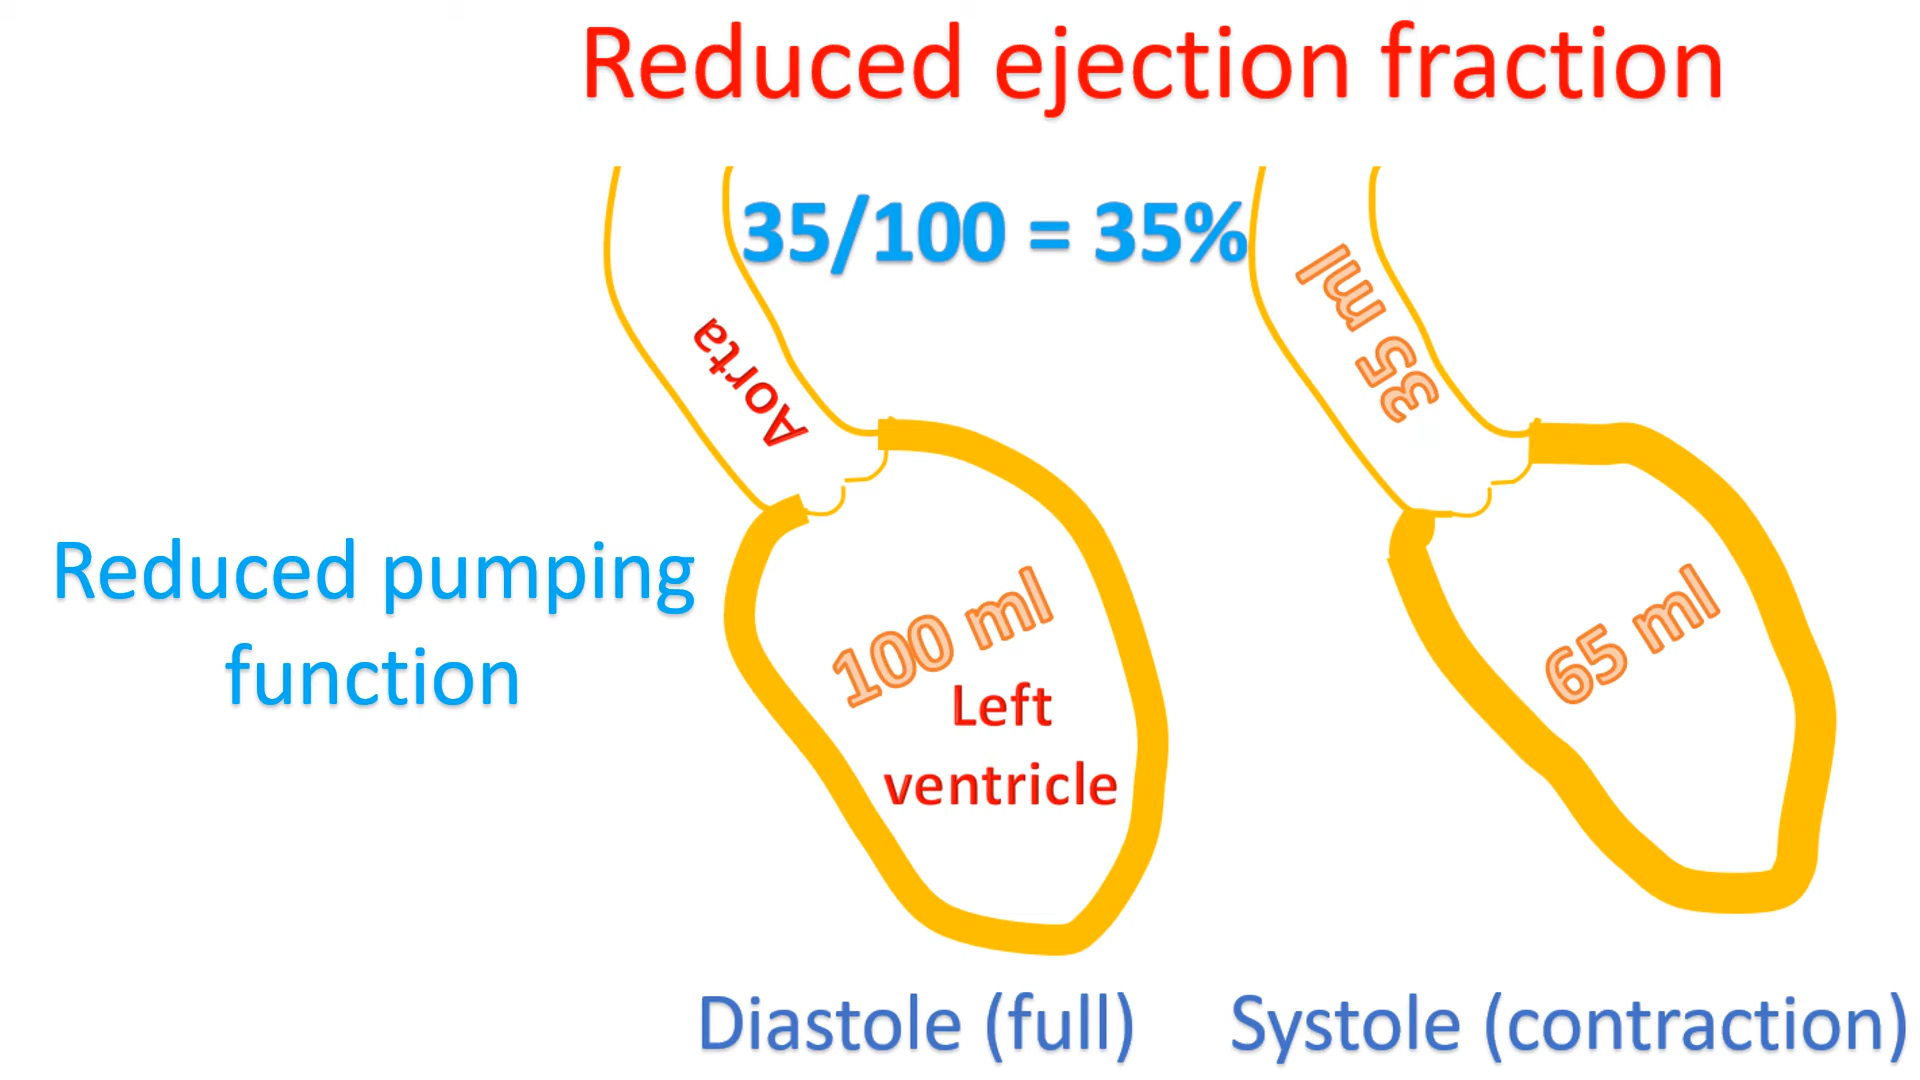 Reduced ejection fraction
35/100 = 35%
35 ml
Aorta
Reduced pumping
function
100 ml
65 ml
Left
ventricle
Diastole (full)
Systole (contraction)